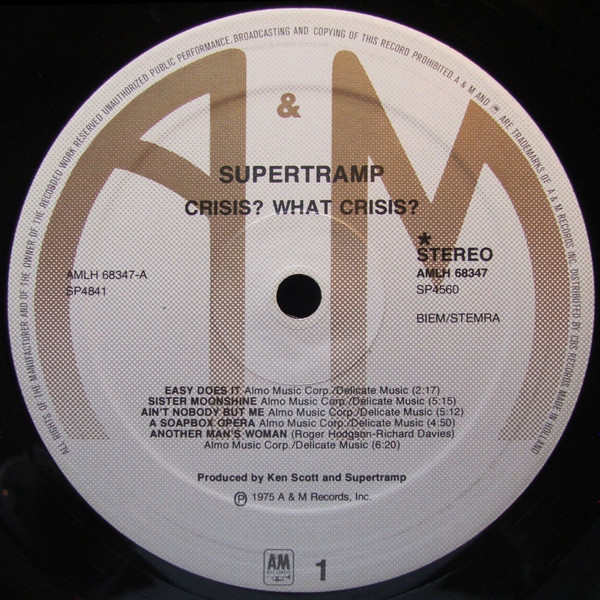 ALL RIGHTS OF THE MANUFACTURER AND OF THE OWNER OF THE RECORDED WORK RESERVED UNAUTHORIZED PUBLIC PERFORMANCE, BROADCASTING AND COPYING OF THIS RECORD PROHIBITED A & M AND ARE TRADEMARKS OF A & M RECORDS INC. DISTRIBUTED BY CBS RECORDS MADE IN HOLLAND
A & M
SUPERTRAMP
CRISIS? WHAT CRISIS?
*
STEREO
AMLH 68347-A
AMLH 68347
SP4841
SP4560
BIEM/STEMRA
EASY DOES IT Almo Music Corp./Delicate Music (2:17)
SISTER MOONSHINE Almo Music Corp./Delicate Music (5:15)
AIN'T NOBODY BUT ME Almo Music Corp./Delicate Music (5:12)
A SOAPBOX OPERA Almo Music Corp./Delicate Music (4:50)
ANOTHER MAN'S WOMAN (Roger Hodgson-Richard Davies)
Almo Music Corp./Delicate Music (6:20)
Produced by Ken Scott and Supertramp
℗ 1975 A & M Records, Inc.
AM
RECORDS
1